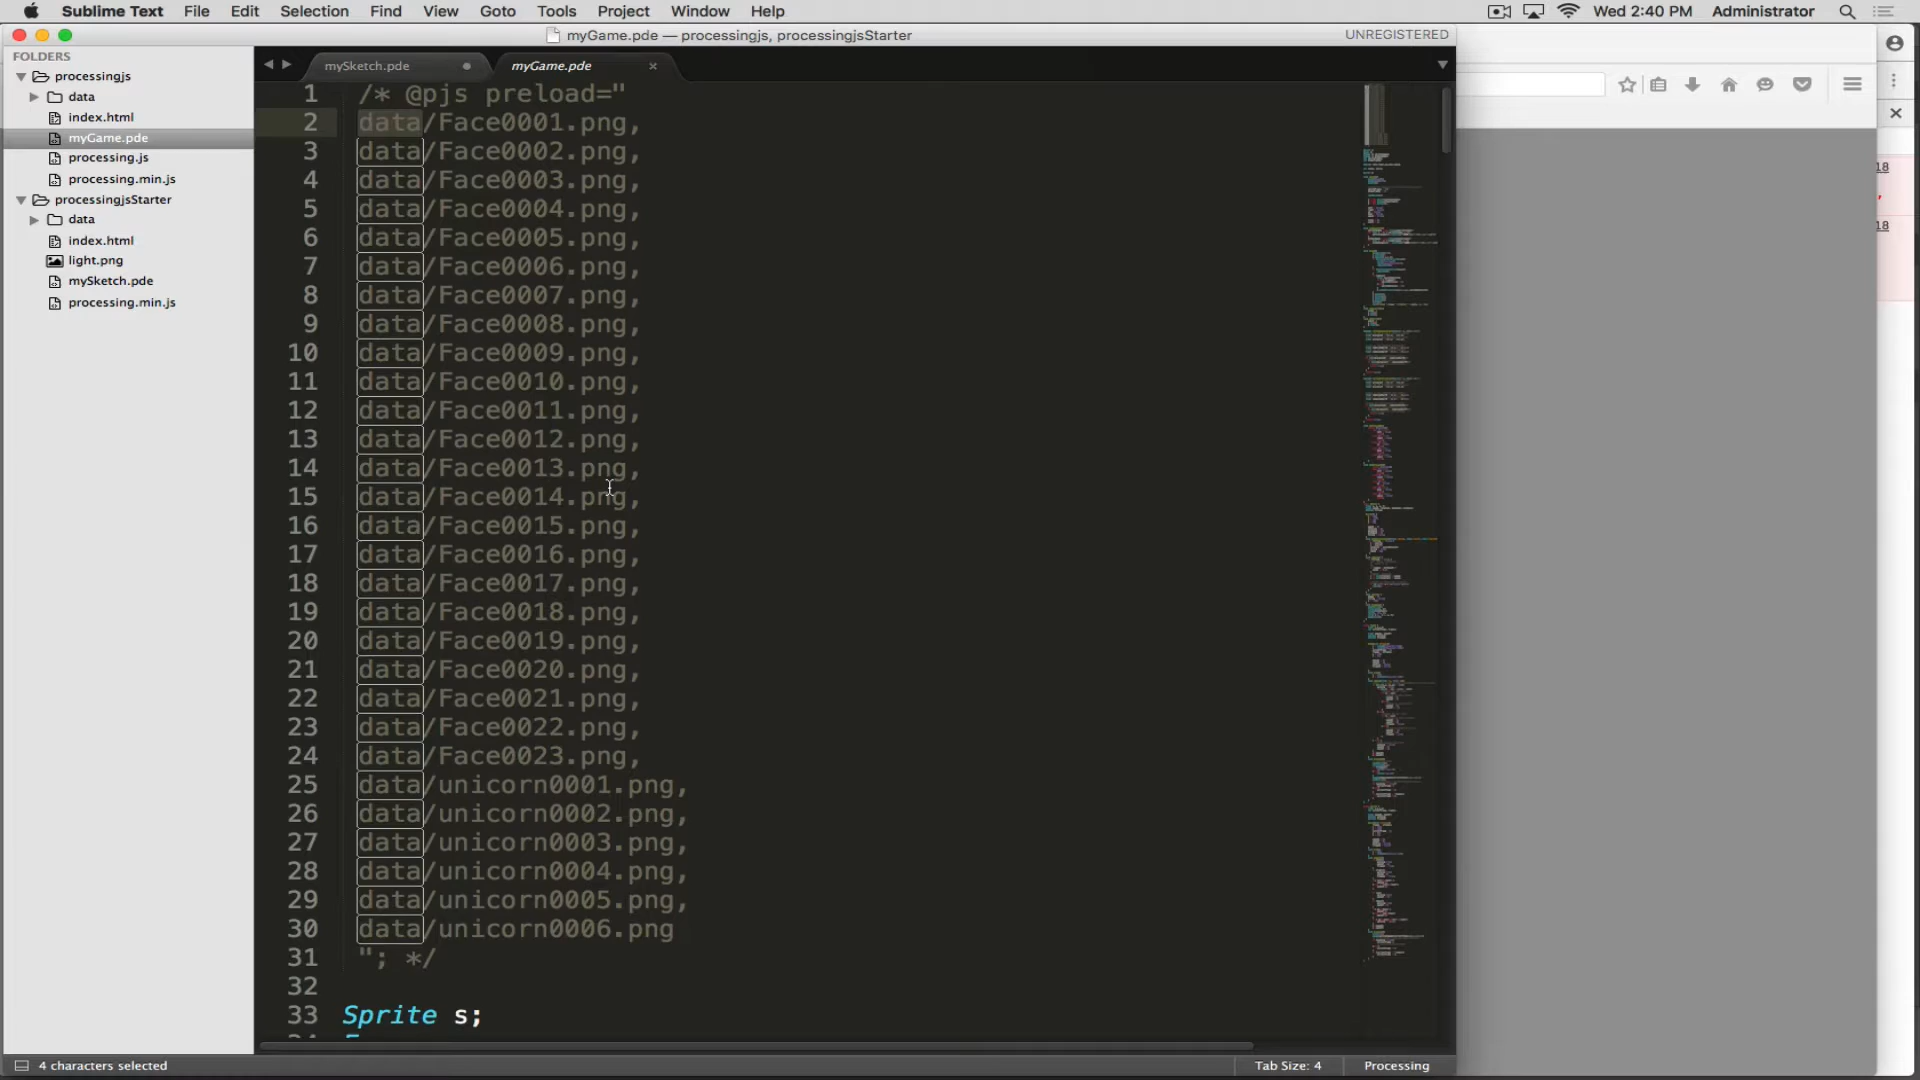 Sublime Text File Edit Selection Find View Goto Tools Project Window Help Wed 2:40 PM Administrator
myGame.pde — processingjs, processingjsStarter UNREGISTERED
FOLDERS
processingjs
data
index.html
myGame.pde
processing.js
processing.min.js
processingjsStarter
data
index.html
light.png
mySketch.pde
processing.min.js
mySketch.pde myGame.pde
1 /* @pjs preload="
2 data/Face0001.png,
3 data/Face0002.png,
4 data/Face0003.png,
5 data/Face0004.png,
6 data/Face0005.png,
7 data/Face0006.png,
8 data/Face0007.png,
9 data/Face0008.png,
10 data/Face0009.png,
11 data/Face0010.png,
12 data/Face0011.png,
13 data/Face0012.png,
14 data/Face0013.png,
15 data/Face0014.png,
16 data/Face0015.png,
17 data/Face0016.png,
18 data/Face0017.png,
19 data/Face0018.png,
20 data/Face0019.png,
21 data/Face0020.png,
22 data/Face0021.png,
23 data/Face0022.png,
24 data/Face0023.png,
25 data/unicorn0001.png,
26 data/unicorn0002.png,
27 data/unicorn0003.png,
28 data/unicorn0004.png,
29 data/unicorn0005.png,
30 data/unicorn0006.png
31 "; */
32
33 Sprite s;
18
18
4 characters selected Tab Size: 4 Processing